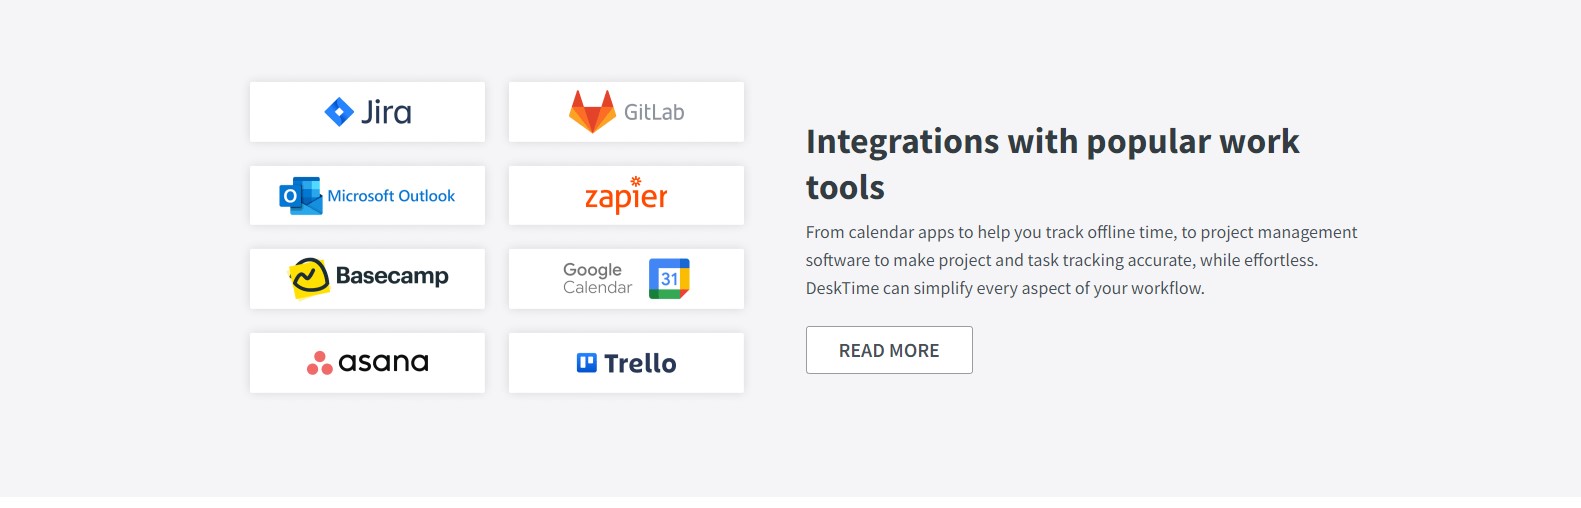 Jira
GitLab
O Microsoft Outlook
zapier
Basecamp
Google
Calendar
31
asana
Trello
Integrations with popular work
tools
From calendar apps to help you track offline time, to project management
software to make project and task tracking accurate, while effortless.
DeskTime can simplify every aspect of your workflow.
READ MORE